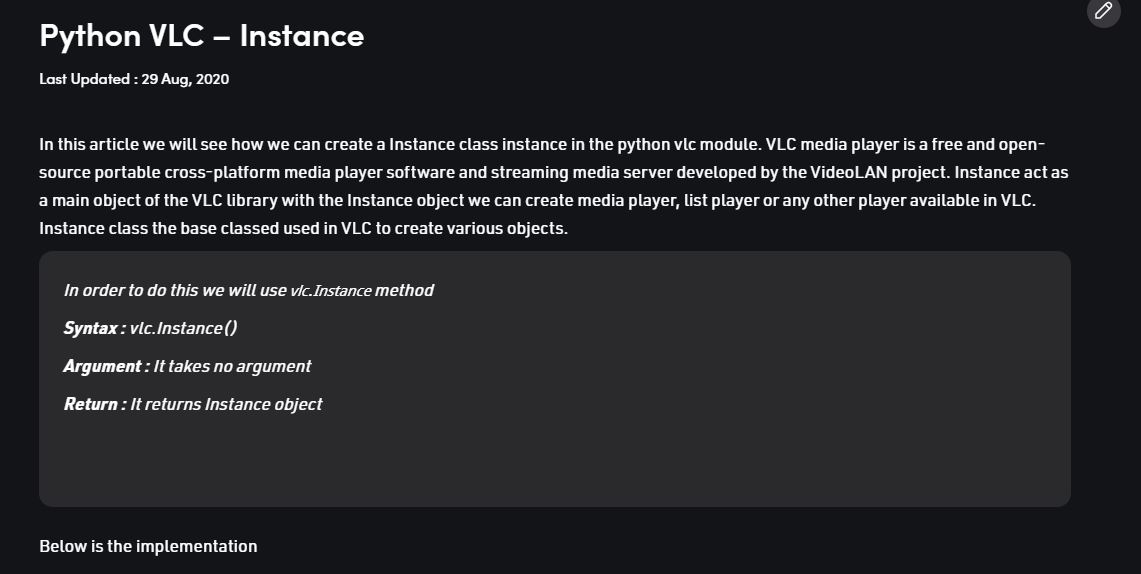 Python VLC – Instance
Last Updated : 29 Aug, 2020
In this article we will see how we can create a Instance class instance in the python vlc module. VLC media player is a free and open-
source portable cross-platform media player software and streaming media server developed by the VideoLAN project. Instance act as
a main object of the VLC library with the Instance object we can create media player, list player or any other player available in VLC.
Instance class the base classed used in VLC to create various objects.
In order to do this we will use vlc.Instance method
Syntax : vlc.Instance()
Argument : It takes no argument
Return : It returns Instance object
Below is the implementation